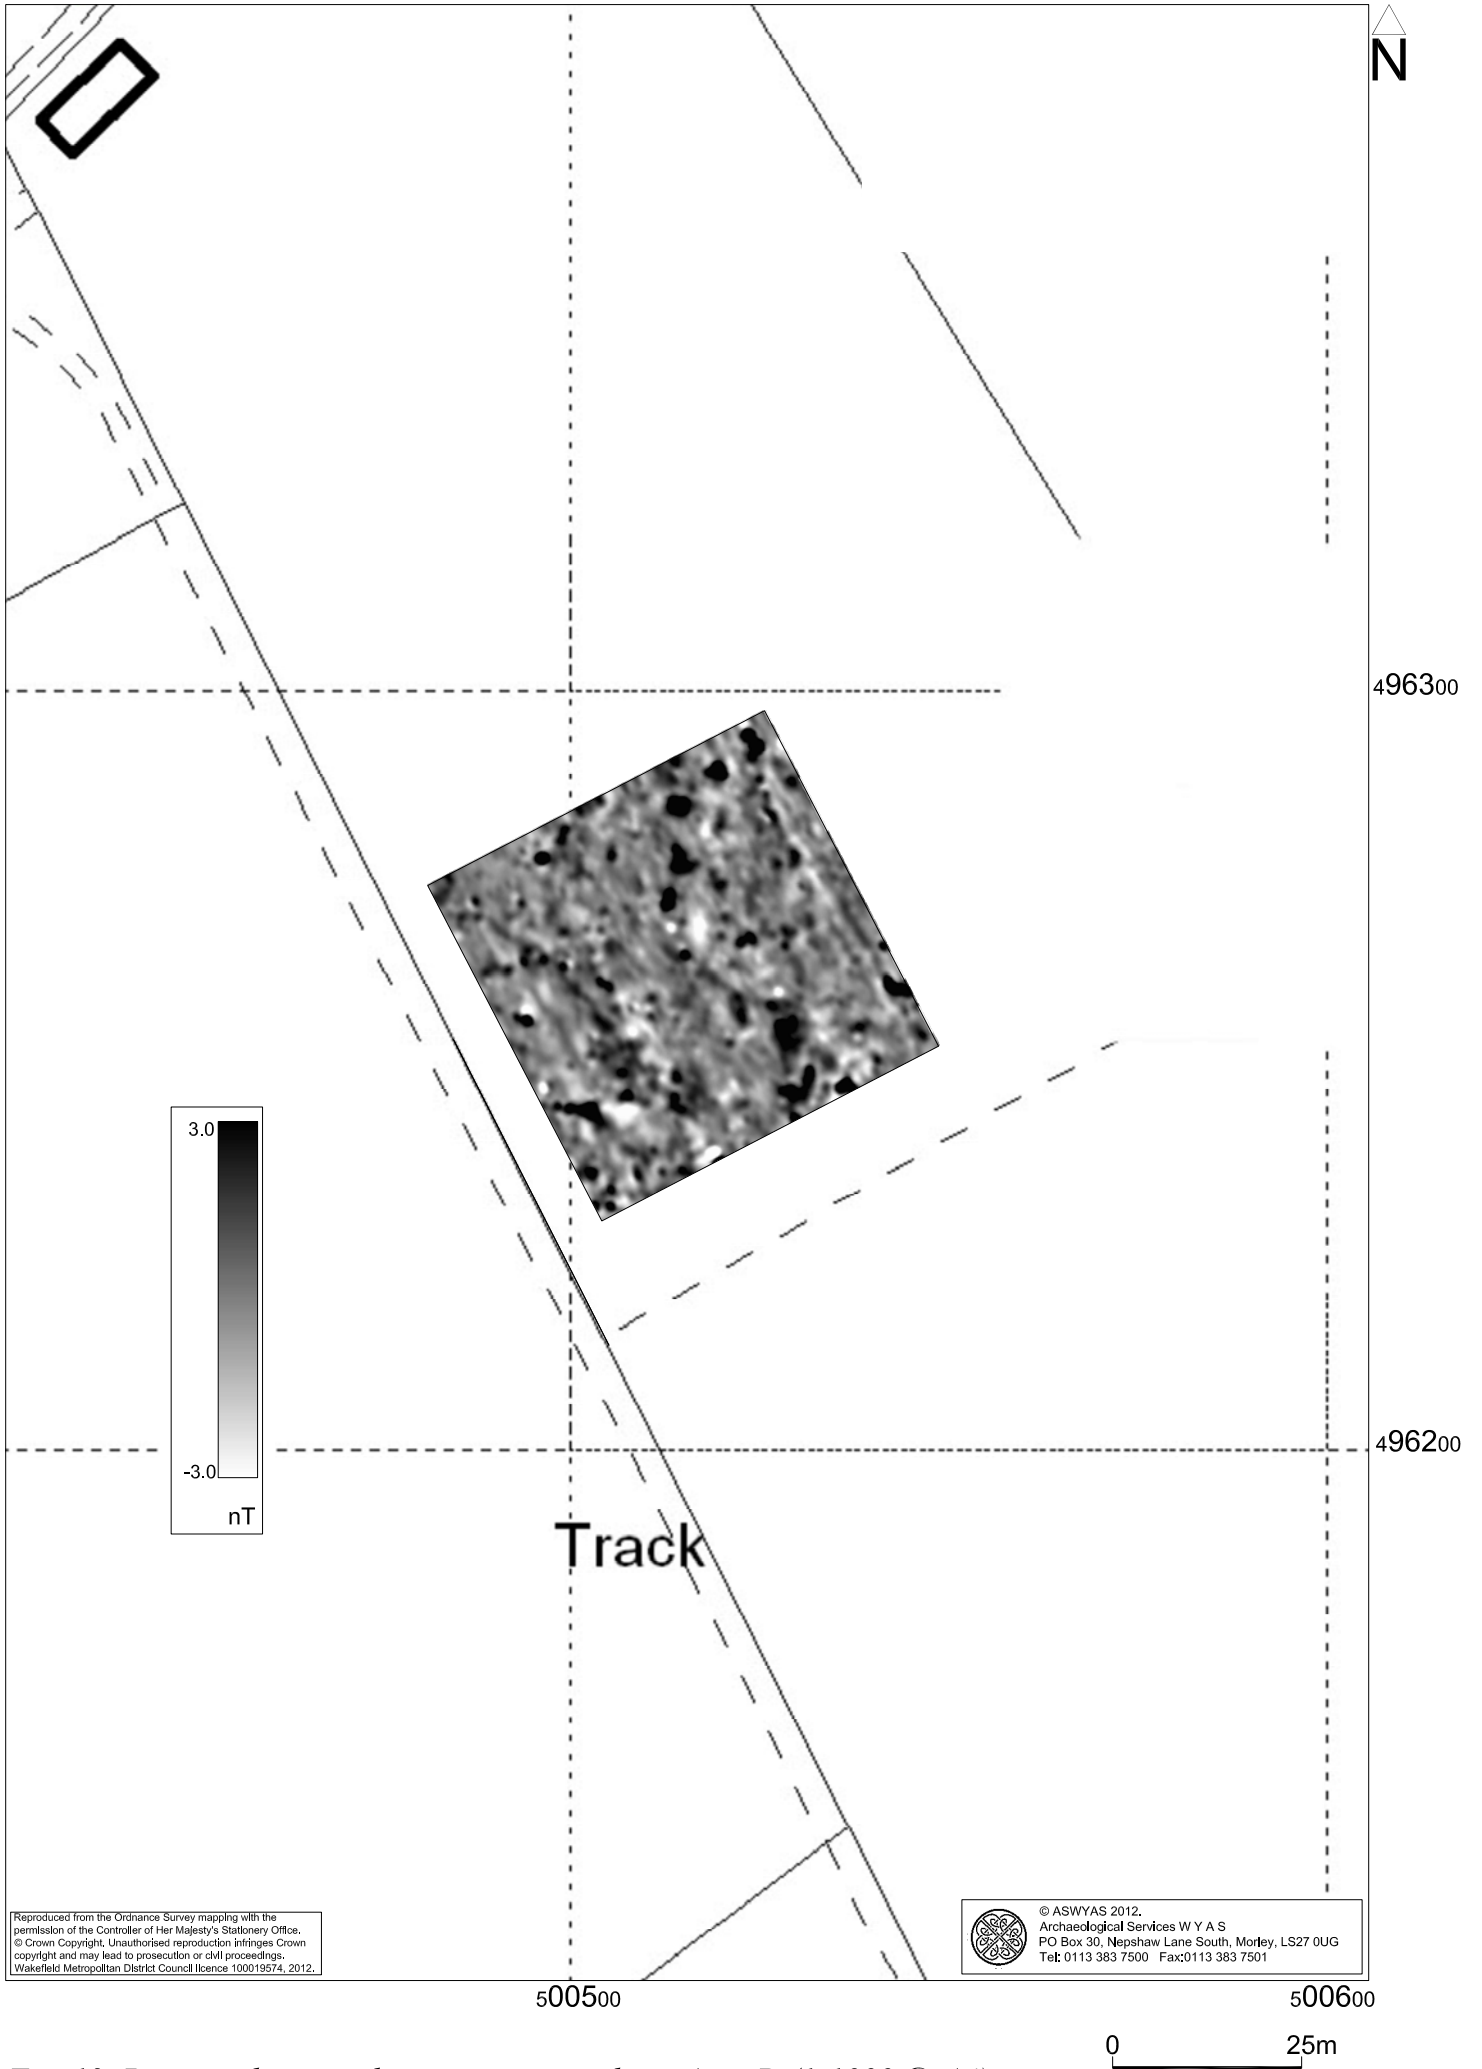 N
496300
3.0
-3.0
nT
496200
Track
Reproduced from the Ordnance Survey mapping with the
permission of the Controller of Her Majesty's Stationery Office.
© Crown Copyright. Unauthorised reproduction infringes Crown
copyright and may lead to prosecution or civil proceedings.
Wakefield Metropolitan District Council licence 100019574, 2012.
© ASWYAS 2012.
Archaeological Services W Y A S
PO Box 30, Nepshaw Lane South, Morley, LS27 0UG
Tel: 0113 383 7500 Fax:0113 383 7501
500500
500600
0 25m